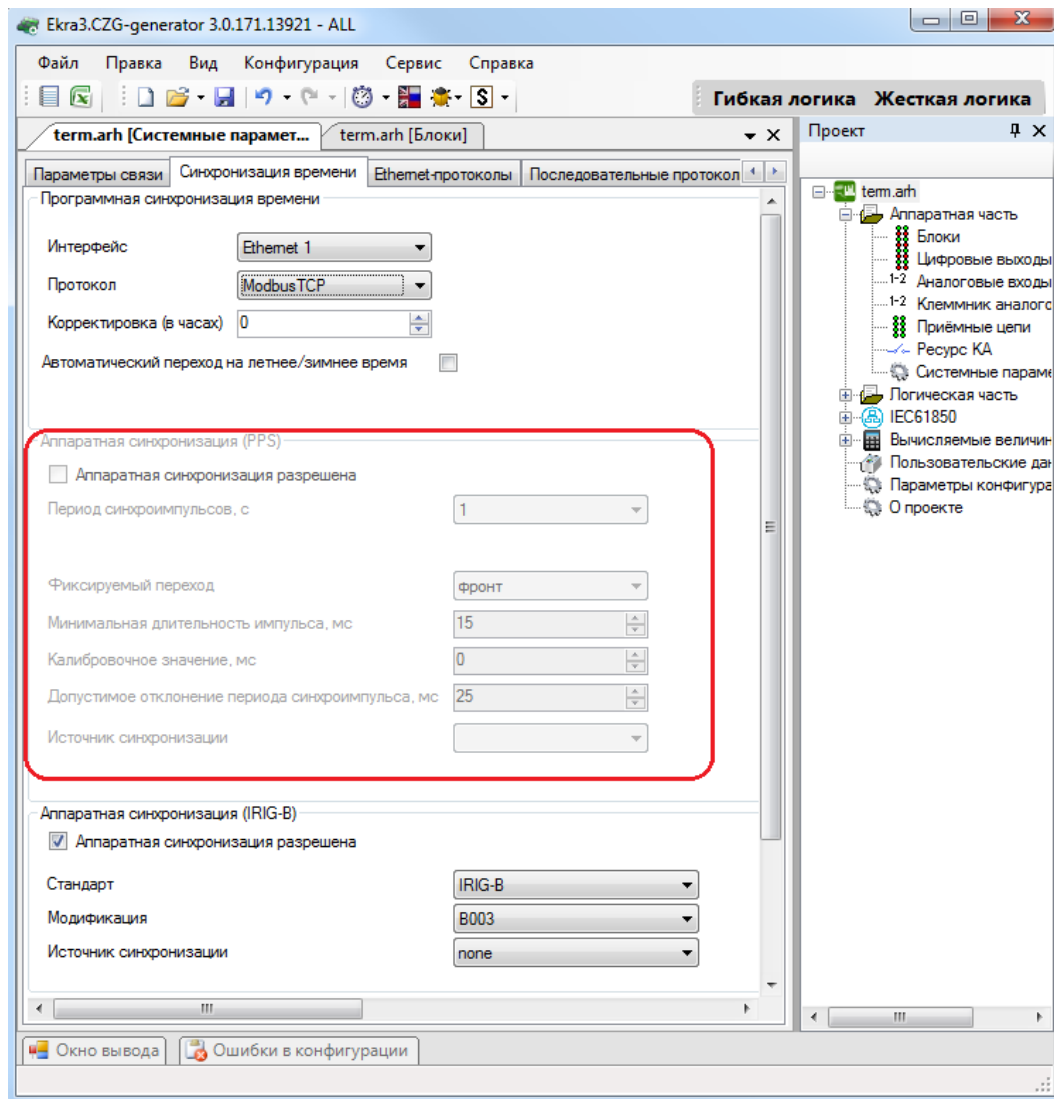 Ekra3.CZG-generator 3.0.171.13921 - ALL
Файл Правка Вид Конфигурация Сервис Справка
Гибкая логика Жесткая логика
term.arh [Системные парамет... term.arh [Блоки]
Параметры связи Синхронизация времени Ethernet-протоколы Последовательные протокол
Программная синхронизация времени
Интерфейс Ethernet 1
Протокол ModbusTCP
Корректировка (в часах) 0
Автоматический переход на летнее/зимнее время
Аппаратная синхронизация (PPS)
Аппаратная синхронизация разрешена
Период синхроимпульсов, с 1
Фиксируемый переход фронт
Минимальная длительность импульса, мс 15
Калибровочное значение, мс 0
Допустимое отклонение периода синхроимпульса, мс 25
Источник синхронизации
Аппаратная синхронизация (IRIG-B)
Аппаратная синхронизация разрешена
Стандарт IRIG-B
Модификация B003
Источник синхронизации none
Проект
term.arh
Аппаратная часть
Блоки
Цифровые выходы
1-2 Аналоговые входы
1-2 Клеммник аналогс
Приёмные цепи
Ресурс КА
Системные параме
Логическая часть
IEC61850
Вычисляемые величин
Пользовательские дан
Параметры конфигура
О проекте
Окно вывода Ошибки в конфигурации